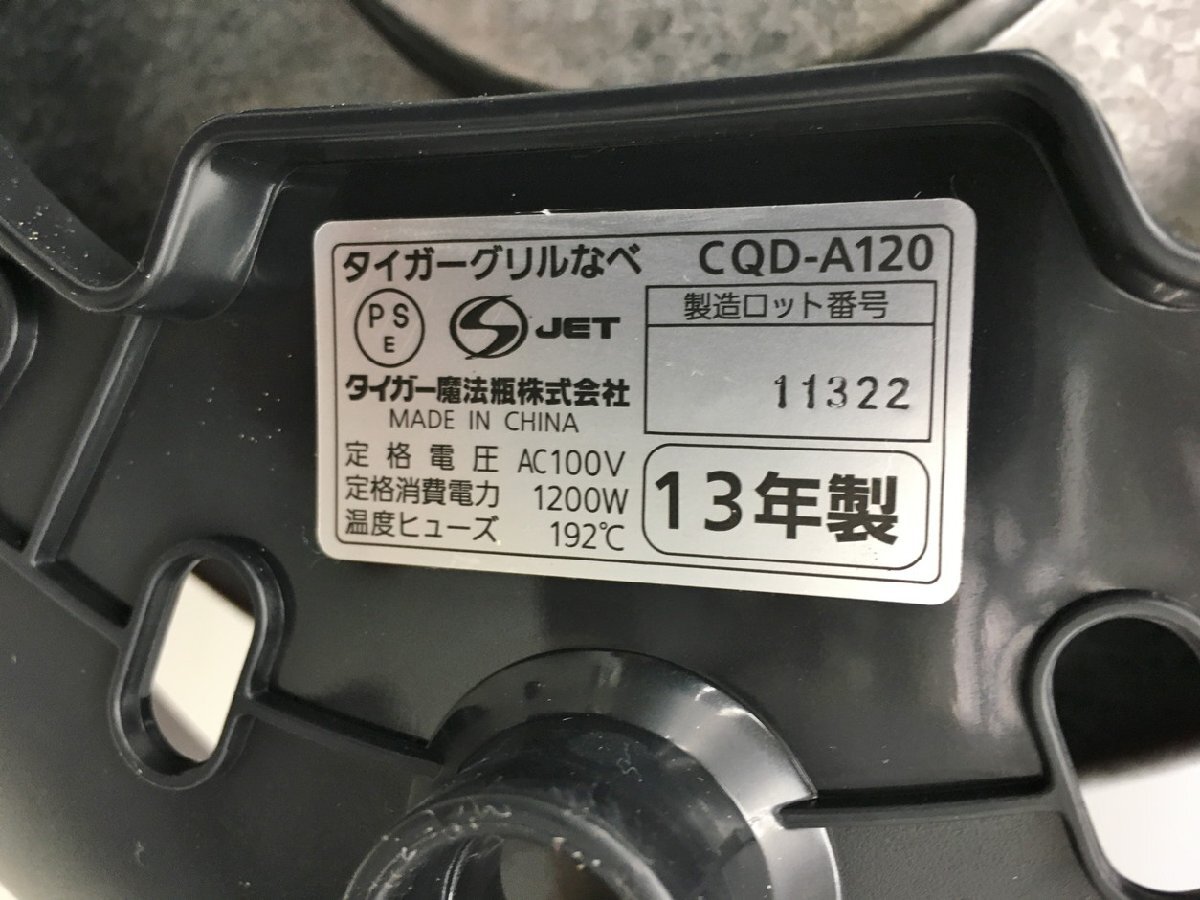 タイガーグリルなべ CQD-A120
PSE
S JET
製造ロット番号
11322
タイガー魔法瓶株式会社
MADE IN CHINA
定格電圧 AC100V
定格消費電力 1200W
温度ヒューズ 192℃
13年製